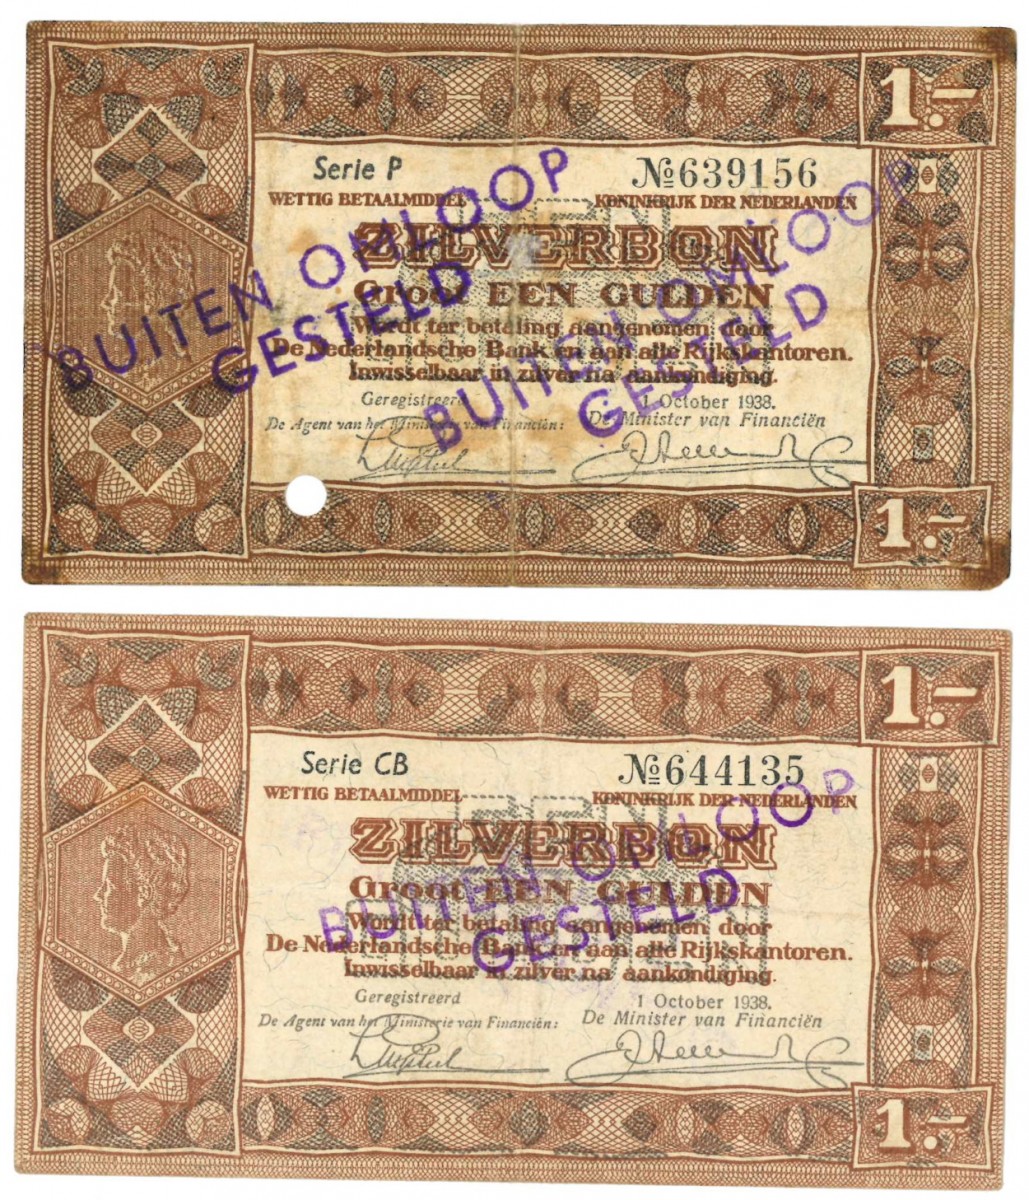 1.-
Serie P
№639156
WETTIG BETAALMIDDEL
KONINKRIJK DER NEDERLANDEN
ZILVERBON
Groot EEN GULDEN
Wordt ter betaling aangenomen door
De Nederlandsche Bank en aan alle Rijkskantoren.
Inwisselbaar in zilver na aankondiging.
Geregistreerd
1 October 1938.
De Agent van het Ministerie van Financiën:
De Minister van Financiën
1.-
BUITEN OMLOOP
GESTELD
BUITEN OMLOOP
GESTELD
1.-
Serie CB
№644135
WETTIG BETAALMIDDEL
KONINKRIJK DER NEDERLANDEN
ZILVERBON
Groot EEN GULDEN
Wordt ter betaling aangenomen door
De Nederlandsche Bank en aan alle Rijkskantoren.
Inwisselbaar in zilver na aankondiging.
Geregistreerd
1 October 1938.
De Agent van het Ministerie van Financiën:
De Minister van Financiën
1.-
BUITEN OMLOOP
GESTELD